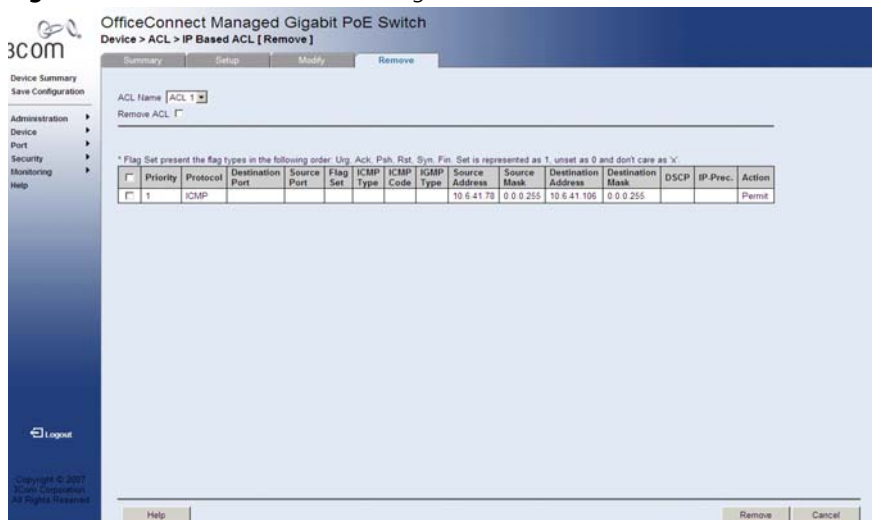 OfficeConnect Managed Gigabit PoE Switch
Device > ACL > IP Based ACL [ Remove ]
3COM
Summary Setup Modify Remove
Device Summary
Save Configuration
Administration
Device
Port
Security
Monitoring
Help
ACL Name ACL 1
Remove ACL
* Flag Set present the flag types in the following order: Urg, Ack, Psh, Rst, Syn, Fin. Set is represented as 1, unset as 0 and don't care as 'x'.
Priority Protocol Destination Port Source Port Flag Set ICMP Type ICMP Code IGMP Type Source Address Source Mask Destination Address Destination Mask DSCP IP-Prec. Action
1 ICMP 10.6.41.78 0.0.0.255 10.6.41.106 0.0.0.255 Permit
Logout
Copyright © 2007
3Com Corporation
All Rights Reserved
Help Remove Cancel